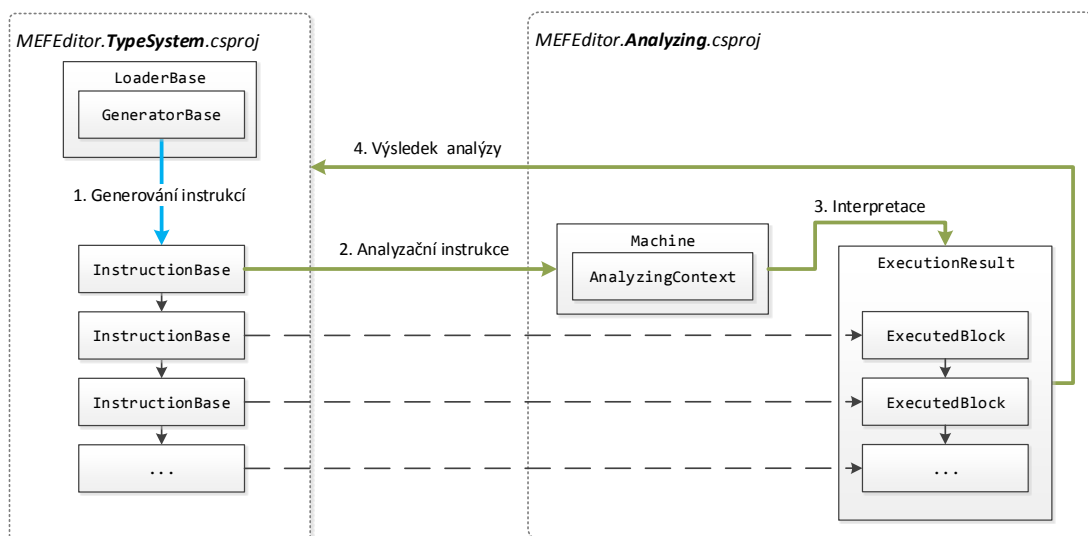 MEFEditor.TypeSystem.csproj
LoaderBase
GeneratorBase
1. Generování instrukcí
InstructionBase
InstructionBase
InstructionBase
...
MEFEditor.Analyzing.csproj
4. Výsledek analýzy
2. Analyzační instrukce
Machine
AnalyzingContext
3. Interpretace
ExecutionResult
ExecutedBlock
ExecutedBlock
...